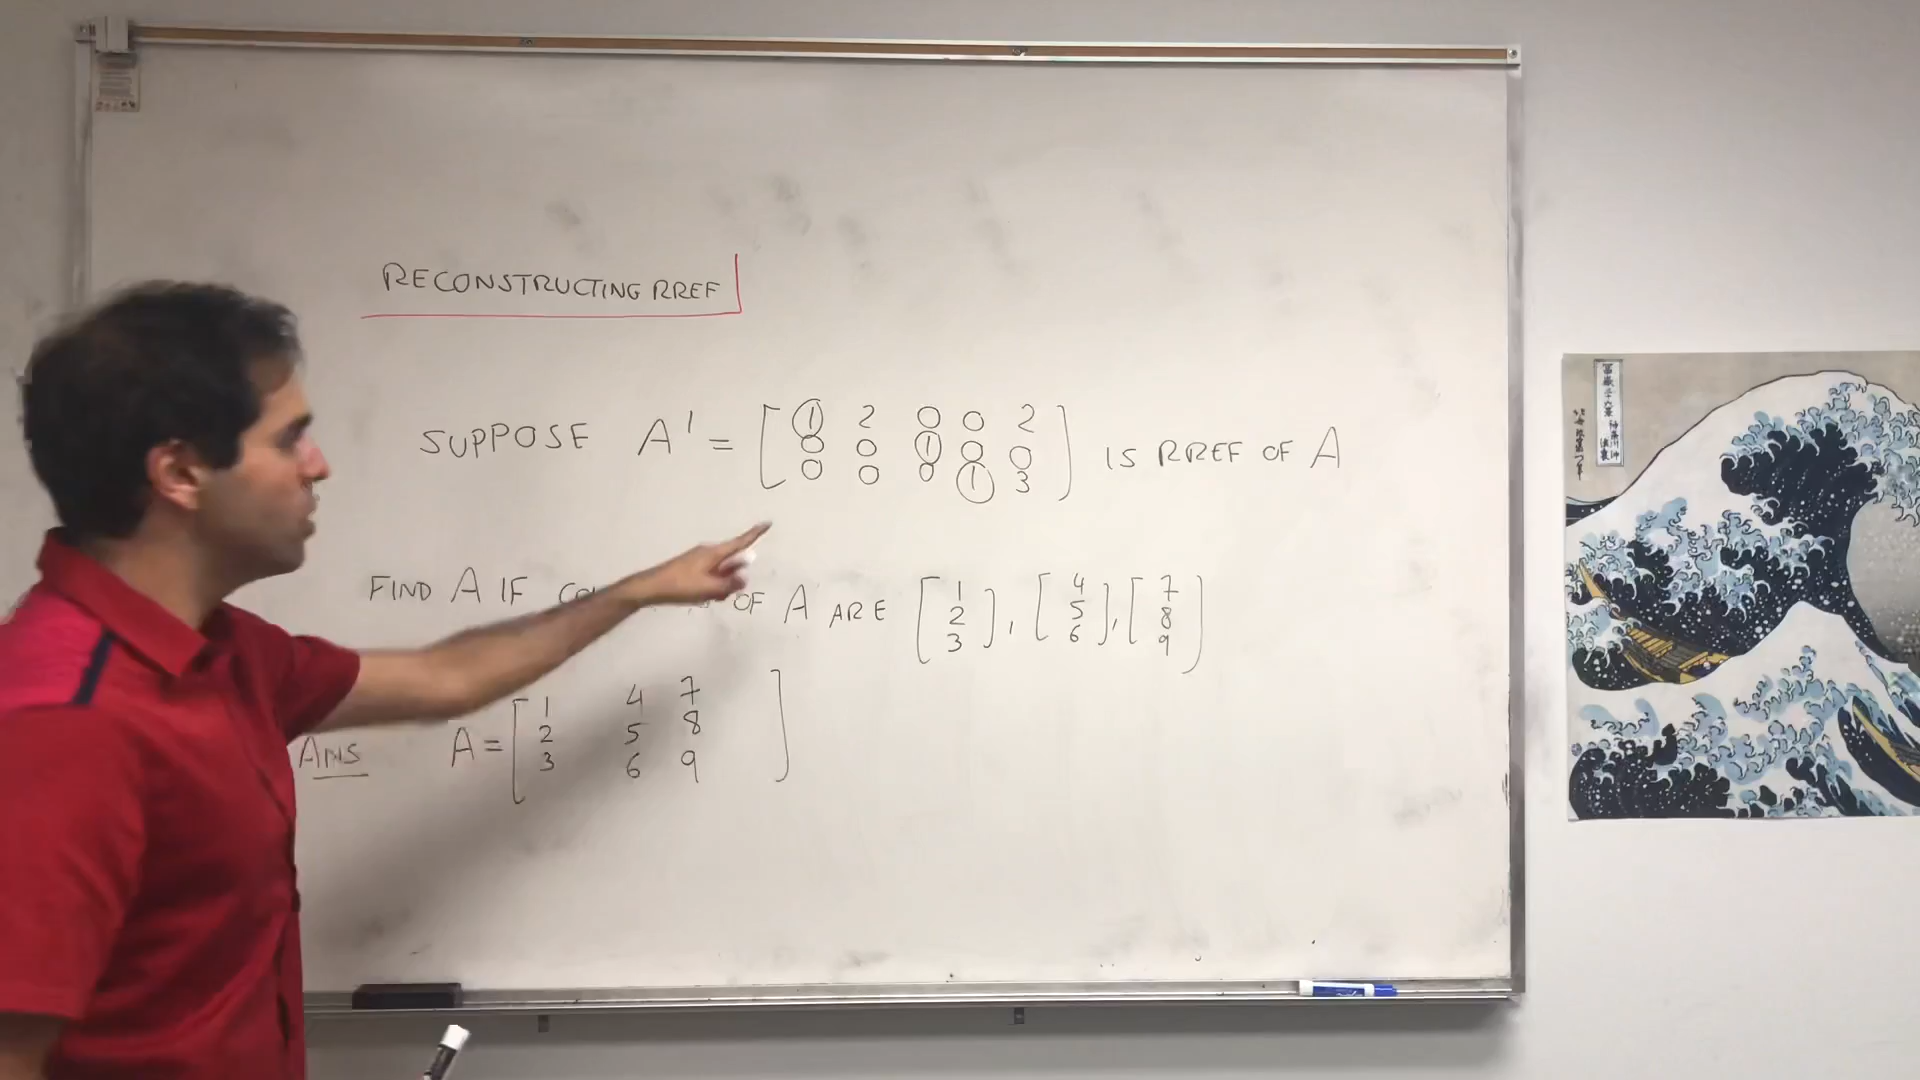 RECONSTRUCTING RREF
SUPPOSE A' = [ 1 2 0 0 2 ] IS RREF OF A
0 0 1 0 0
0 0 0 1 3
FIND A IF OF A ARE [ 1 ], [ 4 ], [ 7 ]
2 5 8
3 6 9
ANS A = [ 1 4 7 ]
2 5 8
3 6 9